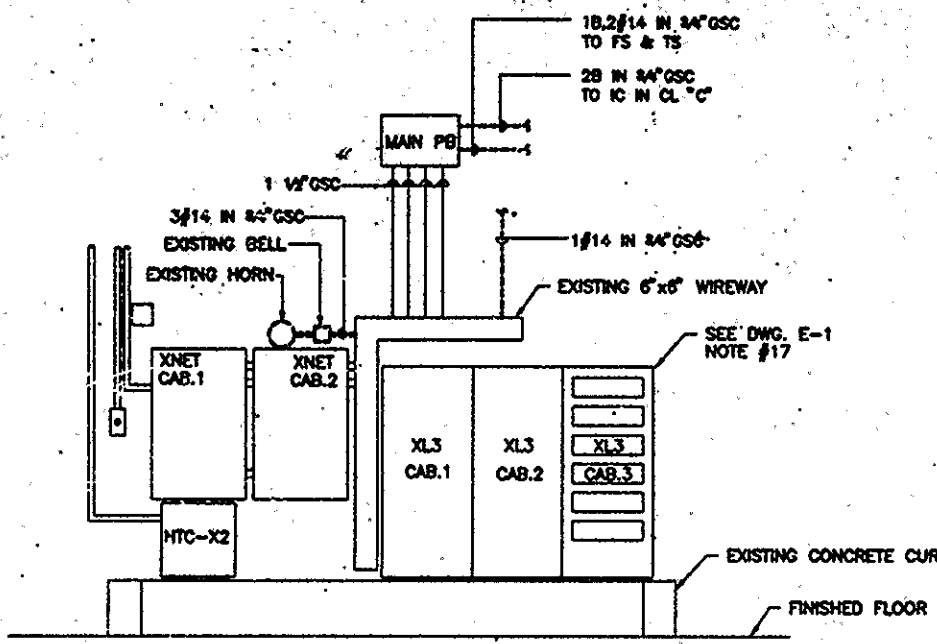 1B,2#14 IN 3/4"GSC
TO FS & TS
2B IN 3/4"GSC
TO IC IN CL "C"
MAIN PB
1 1/2"GSC
3#14 IN 3/4"GSC
EXISTING BELL
EXISTING HORN
1#14 IN 3/4"GSC
EXISTING 6"x6" WIREWAY
SEE DWG. E-1
NOTE #17
XNET
CAB.1
XNET
CAB.2
XL3
CAB.1
XL3
CAB.2
XL3
CAB.3
HTC-X2
EXISTING CONCRETE CUR
FINISHED FLOOR